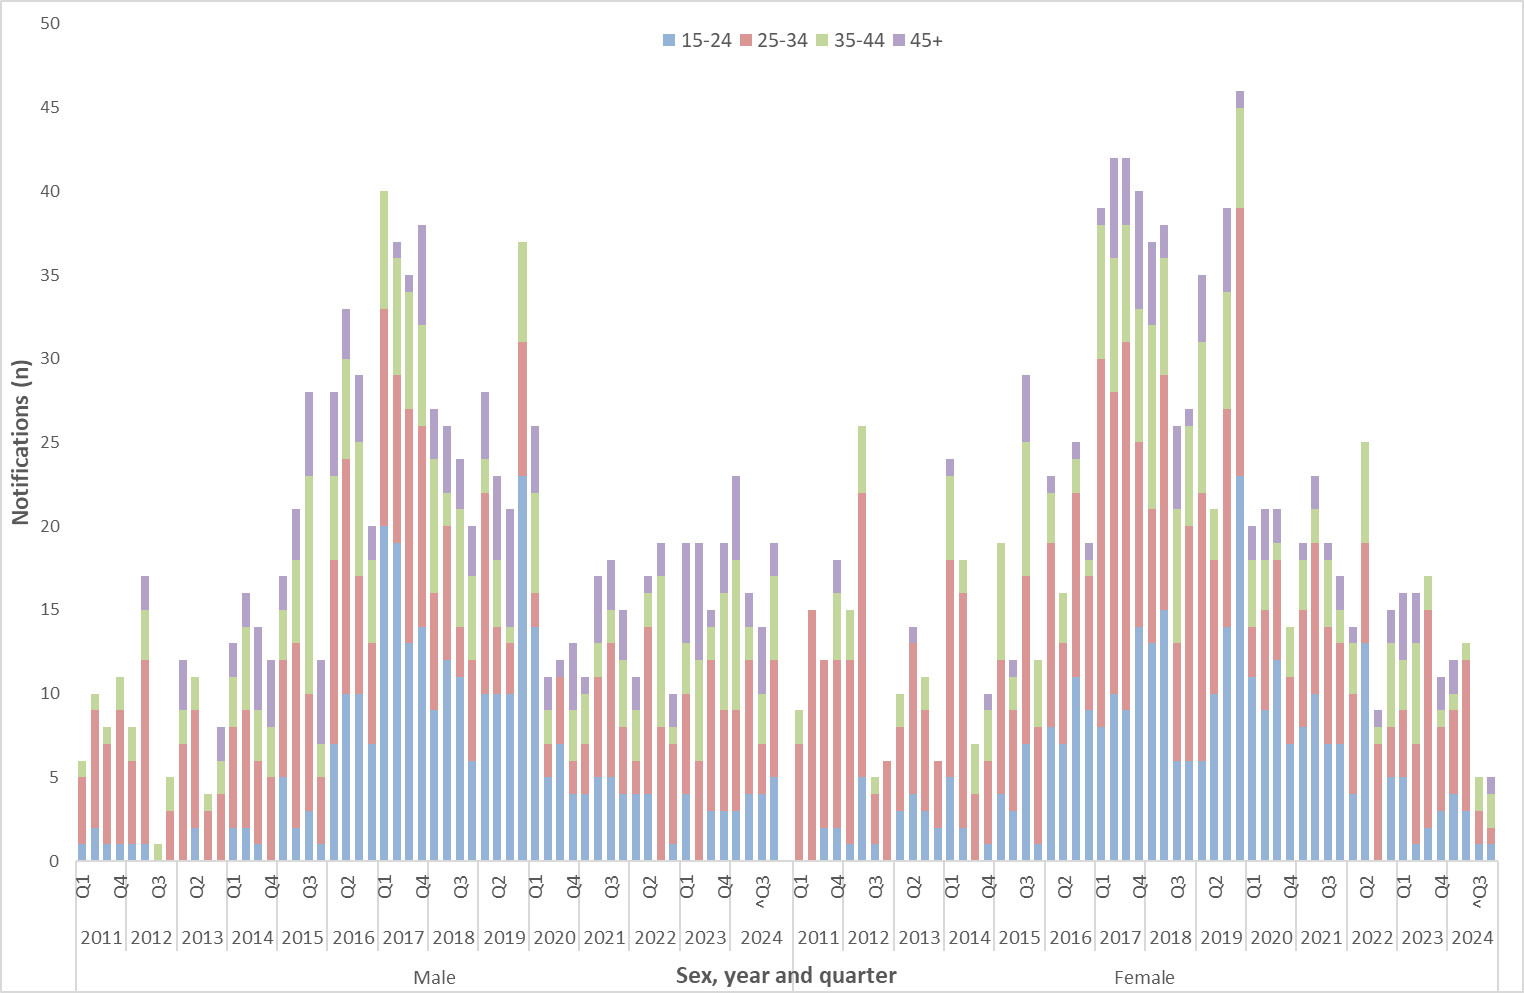 50
15-24 25-34 35-44 45+
45
40
35
30
25
20
15
10
5
0
Notifications (n)
Q1 Q4 Q3 Q2 Q1 Q4 Q3 Q2 Q1 Q4 Q3 Q2 Q1 Q4 Q3 Q2 Q1 Q4 ^Q3 Q1 Q4 Q3 Q2 Q1 Q4 Q3 Q2 Q1 Q4 Q3 Q2 Q1 Q4 Q3 Q2 Q1 Q4 ^Q3
2011 2012 2013 2014 2015 2016 2017 2018 2019 2020 2021 2022 2023 2024 2011 2012 2013 2014 2015 2016 2017 2018 2019 2020 2021 2022 2023 2024
Male Female
Sex, year and quarter